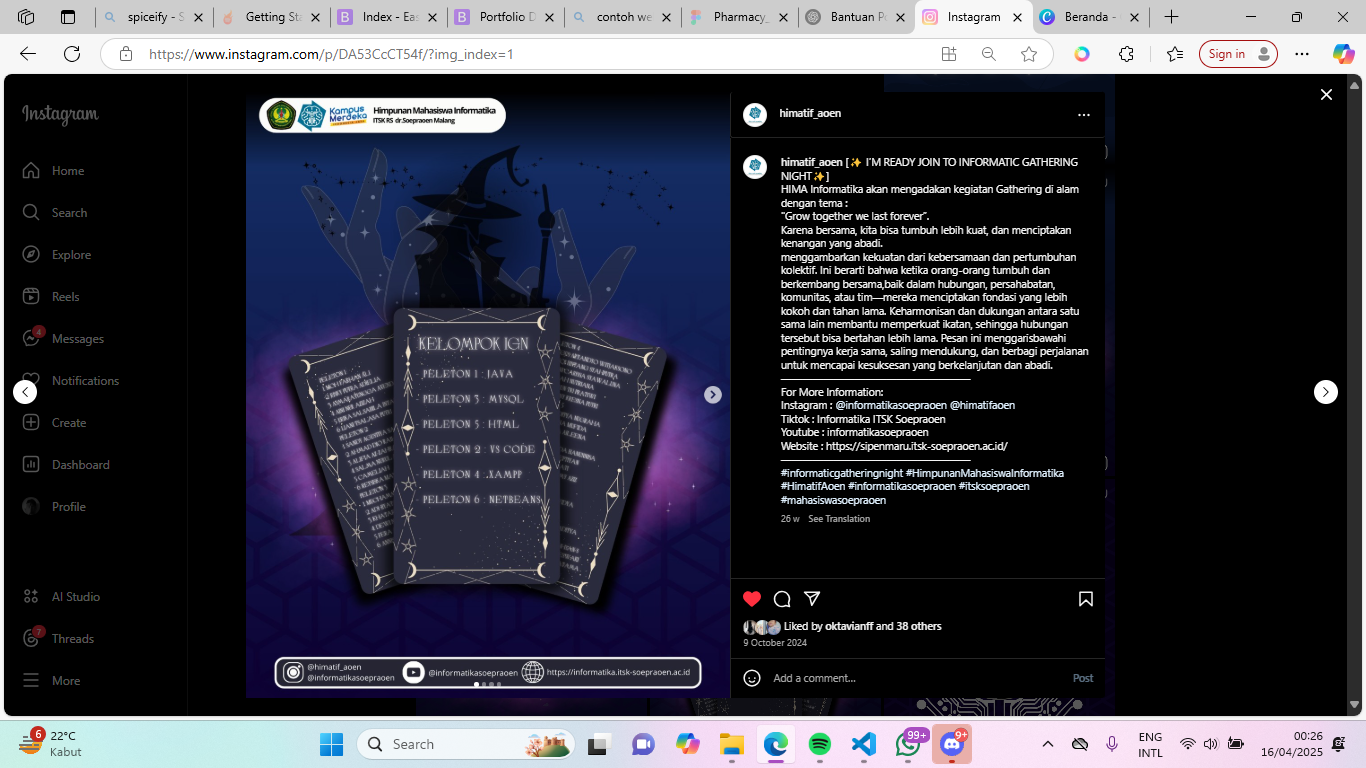 spiceify - S
Getting Sta
Index - Eas
Portfolio D
contoh we
Pharmacy_
Bantuan Pe
Instagram
Beranda -
https://www.instagram.com/p/DA53CcCT54f/?img_index=1
Sign in
Instagram
Home
Search
Explore
Reels
4
Messages
Notifications
Create
Dashboard
Profile
AI Studio
7
Threads
More
Kampus
Merdeka
Himpunan Mahasiswa Informatika
ITSK RS dr.Soepraoen Malang
KELOMPOK IGN
PELETON 1 : JAVA
PELETON 3 : MYSQL
PELETON 5 : HTML
PELETON 2 : VS CODE
PELETON 4 : XAMPP
PELETON 6 : NETBEANS
@himatif_aoen
@informatikasoepraoen
@informatikasoepraoen
https://informatika.itsk-soepraoen.ac.id
himatif_aoen
himatif_aoen [✨ I'M READY JOIN TO INFORMATIC GATHERING
NIGHT✨]
HIMA Informatika akan mengadakan kegiatan Gathering di alam
dengan tema :
"Grow together we last forever".
Karena bersama, kita bisa tumbuh lebih kuat, dan menciptakan
kenangan yang abadi.
menggambarkan kekuatan dari kebersamaan dan pertumbuhan
kolektif. Ini berarti bahwa ketika orang-orang tumbuh dan
berkembang bersama,baik dalam hubungan, persahabatan,
komunitas, atau tim—mereka menciptakan fondasi yang lebih
kokoh dan tahan lama. Keharmonisan dan dukungan antara satu
sama lain membantu memperkuat ikatan, sehingga hubungan
tersebut bisa bertahan lebih lama. Pesan ini menggarisbawahi
pentingnya kerja sama, saling mendukung, dan berbagi perjalanan
untuk mencapai kesuksesan yang berkelanjutan dan abadi.
For More Information:
Instagram : @informatikasoepraoen @himatifaoen
Tiktok : Informatika ITSK Soepraoen
Youtube : informatikasoepraoen
Website : https://sipenmaru.itsk-soepraoen.ac.id/
#informaticgatheringnight #HimpunanMahasiswaInformatika
#HimatifAoen #informatikasoepraoen #itsksoepraoen
#mahasiswasoepraoen
26 w See Translation
Liked by oktavianff and 38 others
9 October 2024
Add a comment...
Post
6
22°C
Kabut
Search
99+
9+
ENG
INTL
00:26
16/04/2025